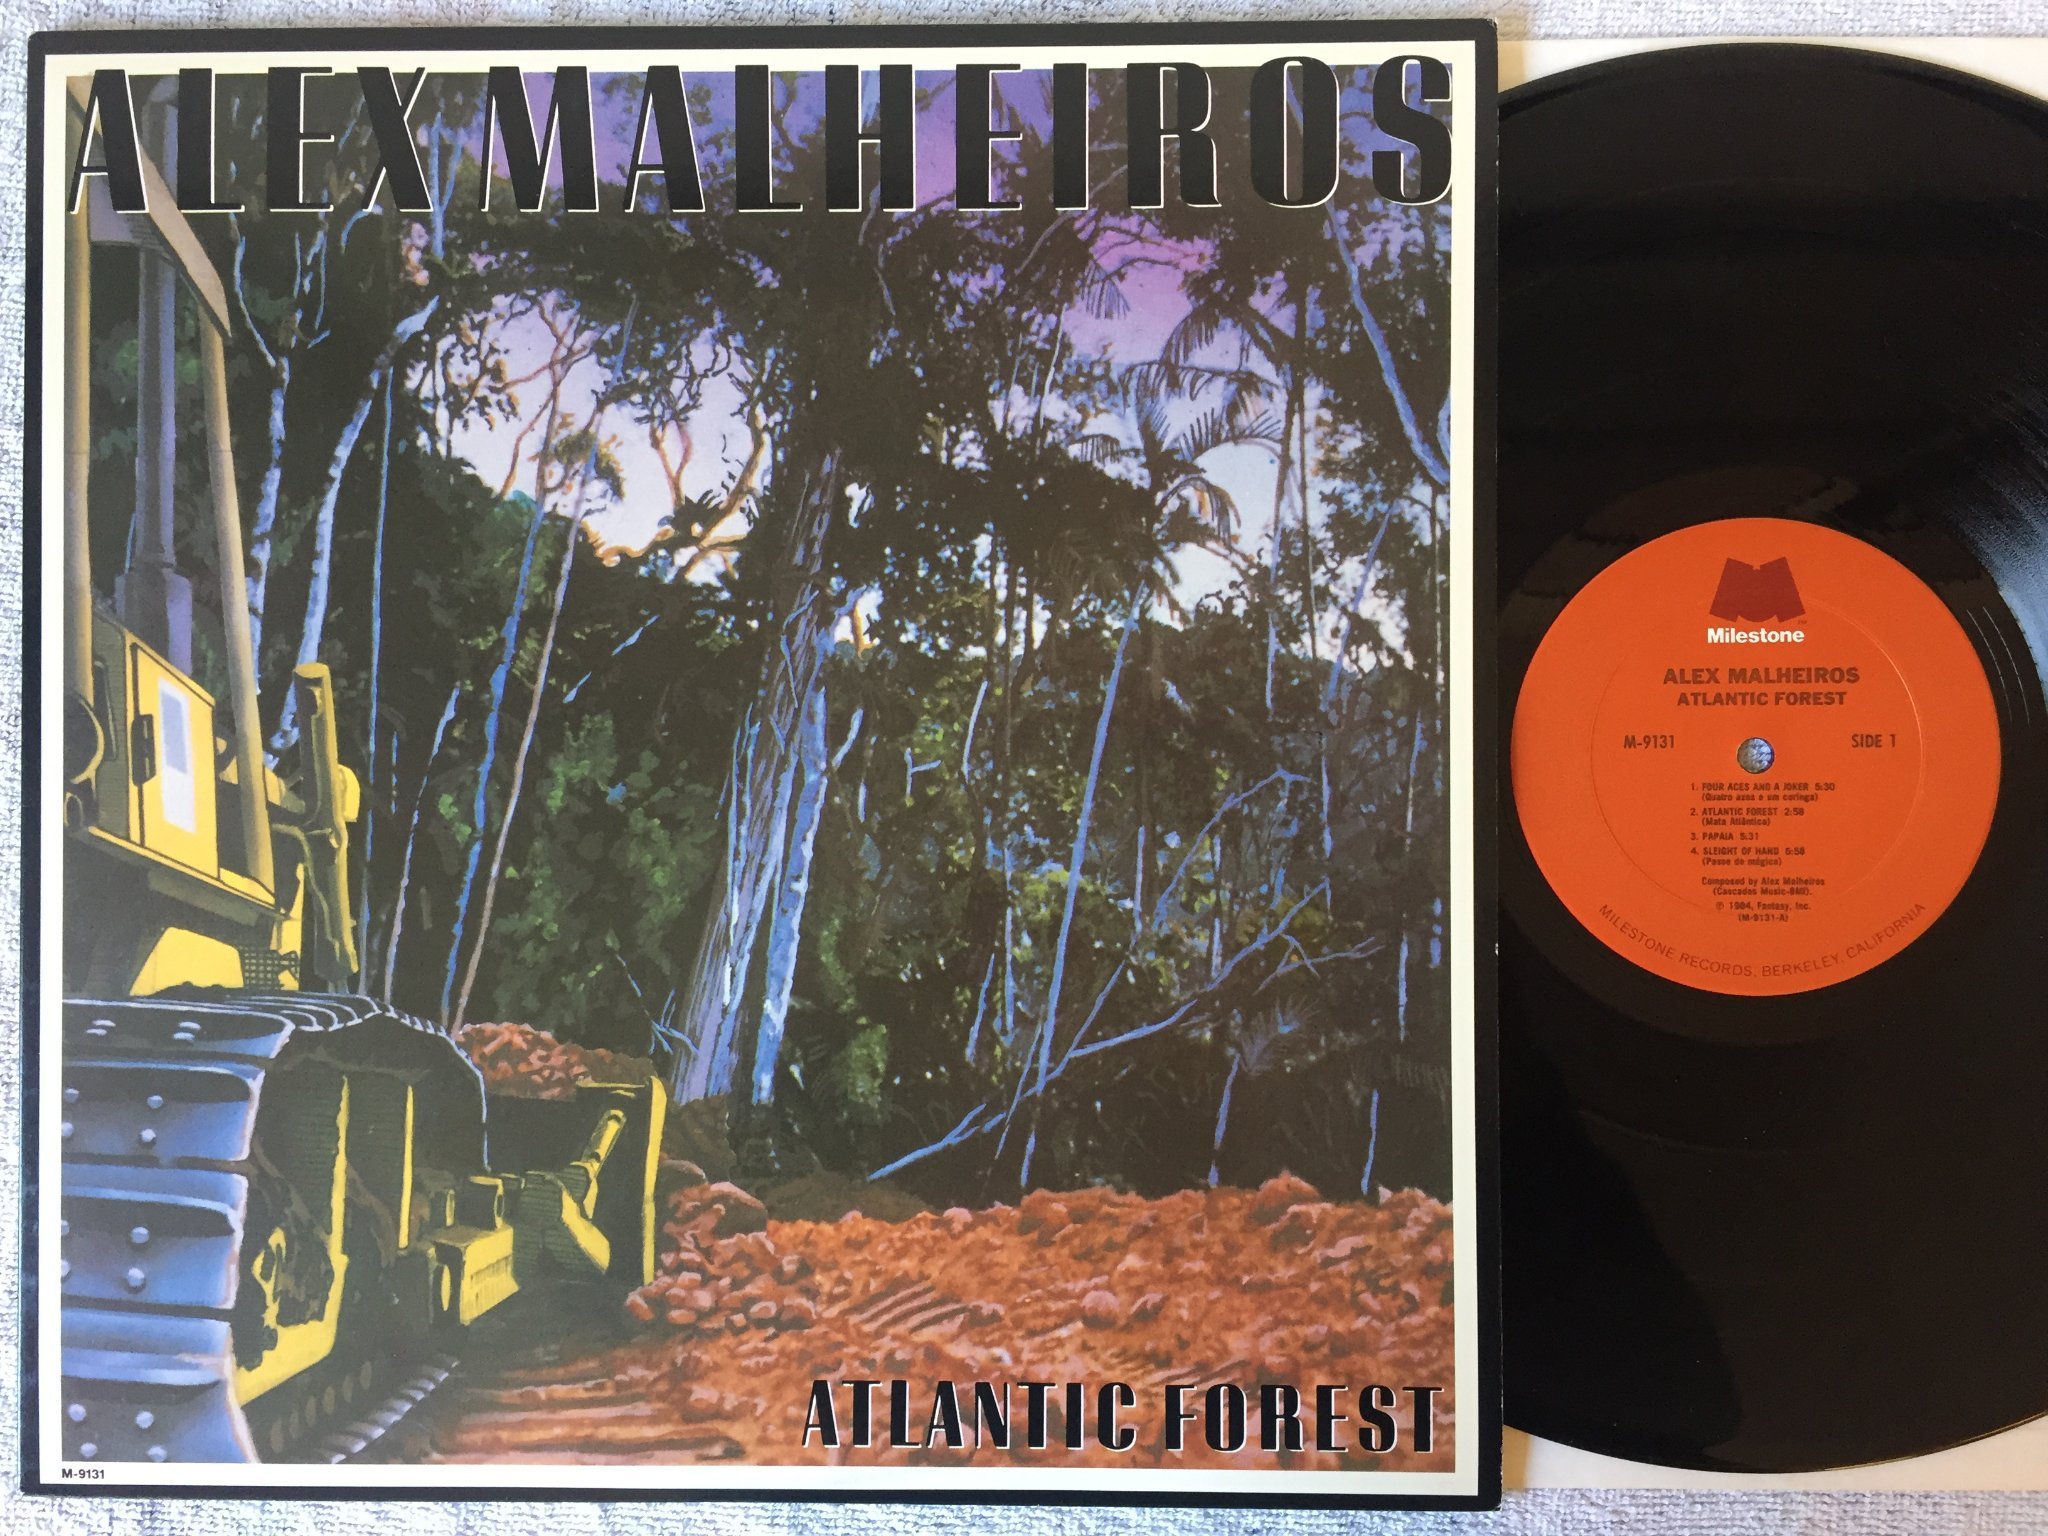 ALEX MALHEIROS
ATLANTIC FOREST
M-9131
Milestone
ALEX MALHEIROS
ATLANTIC FOREST
M-9131
SIDE 1
1. FOUR ACES AND A JOKER 5:30
(Quatro azes e um coringa)
2. ATLANTIC FOREST 2:58
(Mata Atlântica)
3. PAPAIA 5:31
4. SLEIGHT OF HAND 5:58
(Passe de mágica)
Composed by Alex Malheiros
(Cascades Music-BMI).
℗ 1984, Fantasy, Inc.
(M-9131-A)
MILESTONE RECORDS, BERKELEY, CALIFORNIA